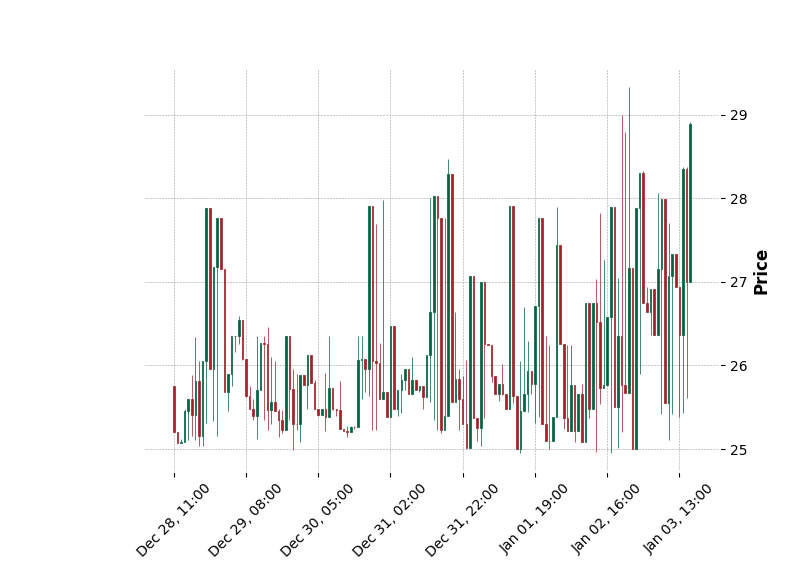 29
28
27
26
25
Price
Dec 28, 11:00
Dec 29, 08:00
Dec 30, 05:00
Dec 31, 02:00
Dec 31, 22:00
Jan 01, 19:00
Jan 02, 16:00
Jan 03, 13:00